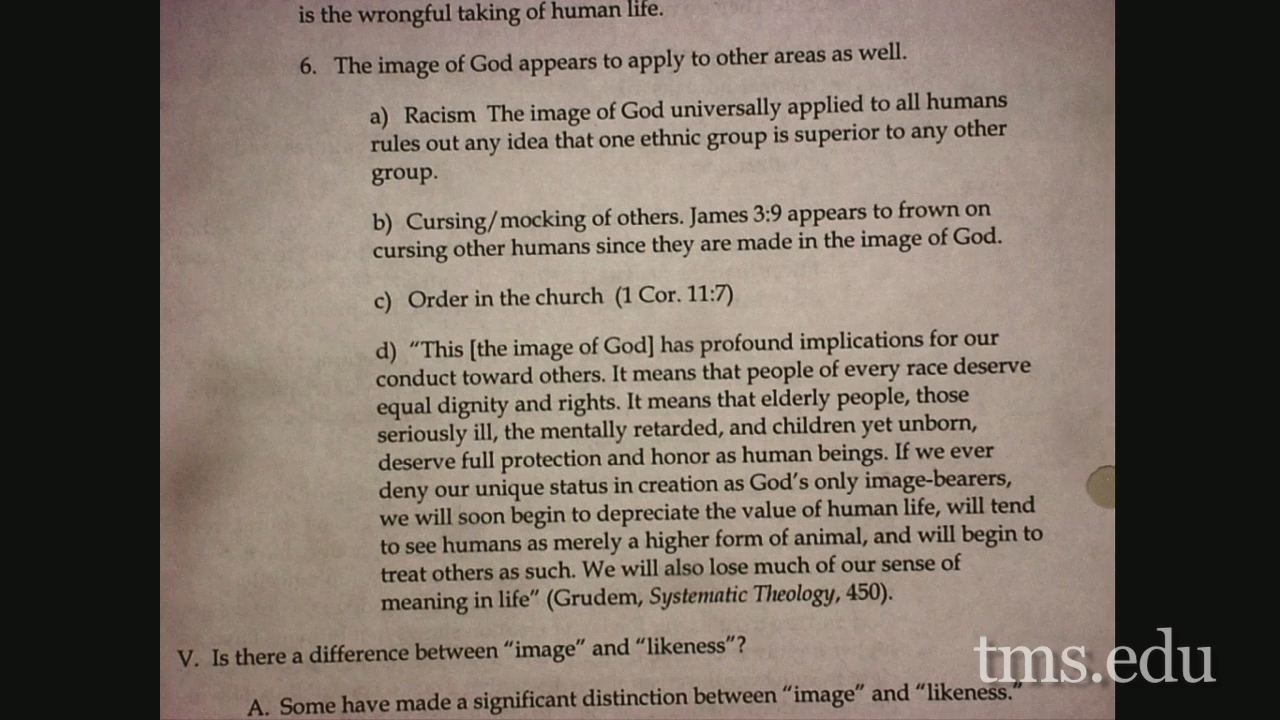 is the wrongful taking of human life.
6. The image of God appears to apply to other areas as well.
a) Racism The image of God universally applied to all humans
rules out any idea that one ethnic group is superior to any other
group.
b) Cursing/mocking of others. James 3:9 appears to frown on
cursing other humans since they are made in the image of God.
c) Order in the church (1 Cor. 11:7)
d) “This [the image of God] has profound implications for our
conduct toward others. It means that people of every race deserve
equal dignity and rights. It means that elderly people, those
seriously ill, the mentally retarded, and children yet unborn,
deserve full protection and honor as human beings. If we ever
deny our unique status in creation as God’s only image-bearers,
we will soon begin to depreciate the value of human life, will tend
to see humans as merely a higher form of animal, and will begin to
treat others as such. We will also lose much of our sense of
meaning in life” (Grudem, Systematic Theology, 450).
V. Is there a difference between “image” and “likeness”?
A. Some have made a significant distinction between “image” and “likeness.”
tms.edu